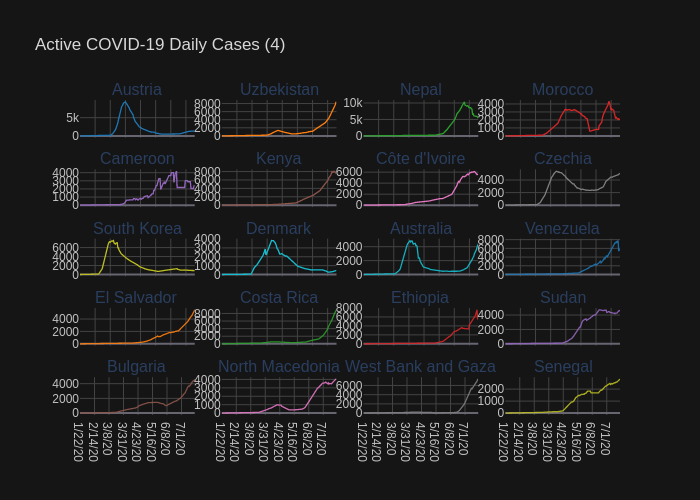 Active COVID-19 Daily Cases (4)
Austria Uzbekistan Nepal Morocco
5k 0
8000 6000 4000 2000 0
10k 5k 0
4000 3000 2000 1000 0
Cameroon Kenya Côte d'Ivoire Czechia
4000 3000 2000 1000 0
8000 6000 4000 2000 0
6000 4000 2000 0
4000 2000 0
South Korea Denmark Australia Venezuela
6000 4000 2000 0
4000 3000 2000 1000 0
4000 2000 0
8000 6000 4000 2000 0
El Salvador Costa Rica Ethiopia Sudan
4000 2000 0
8000 6000 4000 2000 0
8000 6000 4000 2000 0
4000 2000 0
Bulgaria North Macedonia West Bank and Gaza Senegal
4000 2000 0
4000 3000 2000 1000 0
6000 4000 2000 0
2000 1000 0
1/22/20 2/14/20 3/8/20 3/31/20 4/23/20 5/16/20 6/8/20 7/1/20
1/22/20 2/14/20 3/8/20 3/31/20 4/23/20 5/16/20 6/8/20 7/1/20
1/22/20 2/14/20 3/8/20 3/31/20 4/23/20 5/16/20 6/8/20 7/1/20
1/22/20 2/14/20 3/8/20 3/31/20 4/23/20 5/16/20 6/8/20 7/1/20